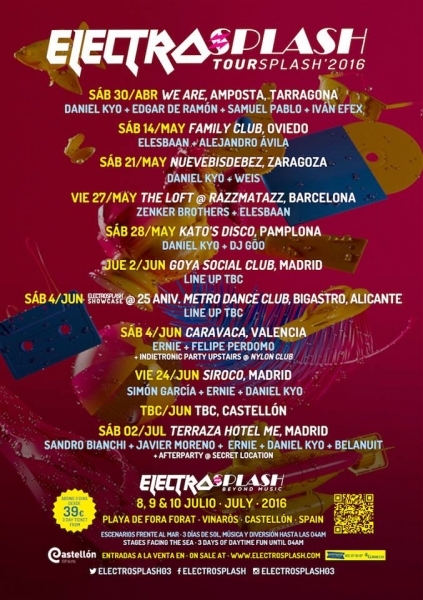 ELECTROSPLASH
TOURSPLASH'2016
SÁB 30/ABR WE ARE, AMPOSTA, TARRAGONA
DANIEL KYO + EDGAR DE RAMÓN + SAMUEL PABLO + IVÁN EFEX
SÁB 14/MAY FAMILY CLUB, OVIEDO
ELESBAAN + ALEJANDRO ÁVILA
SÁB 21/MAY NUEVEBISDEBEZ, ZARAGOZA
DANIEL KYO + WEIS
VIE 27/MAY THE LOFT @ RAZZMATAZZ, BARCELONA
ZENKER BROTHERS + ELESBAAN
SÁB 28/MAY KATO'S DISCO, PAMPLONA
DANIEL KYO + DJ GÖO
JUE 2/JUN GOYA SOCIAL CLUB, MADRID
LINE UP TBC
SÁB 4/JUN ELECTROSPLASH SHOWCASE @ 25 ANIV. METRO DANCE CLUB, BIGASTRO, ALICANTE
LINE UP TBC
SÁB 4/JUN CARAVACA, VALENCIA
ERNIE + FELIPE PERDOMO
+ INDIETRONIC PARTY UPSTAIRS @ NYLON CLUB
VIE 24/JUN SIROCO, MADRID
SIMÓN GARCÍA + ERNIE + DANIEL KYO
TBC/JUN TBC, CASTELLÓN
SÁB 02/JUL TERRAZA HOTEL ME, MADRID
SANDRO BIANCHI + JAVIER MORENO + ERNIE + DANIEL KYO + BELANUIT
+ AFTERPARTY @ SECRET LOCATION
ELECTROSPLASH
BEYOND MUSIC
8, 9 & 10 JULIO · JULY · 2016
PLAYA DE FORA FORAT · VINARÒS · CASTELLÓN · SPAIN
ABONO 3 DÍAS
DESDE
39€
3 DAY TICKET
FROM
ESCENARIOS FRENTE AL MAR · 3 DÍAS DE SOL, MÚSICA Y DIVERSIÓN HASTA LAS 04AM
STAGES FACING THE SEA · 3 DAYS OF DAYTIME FUN UNTIL 04AM
Castellón
ENTRADAS A LA VENTA EN · ON SALE AT · WWW.ELECTROSPLASH.COM
ELECTROSPLASH03
ELECTROSPLASH
ELECTROSPLASH03